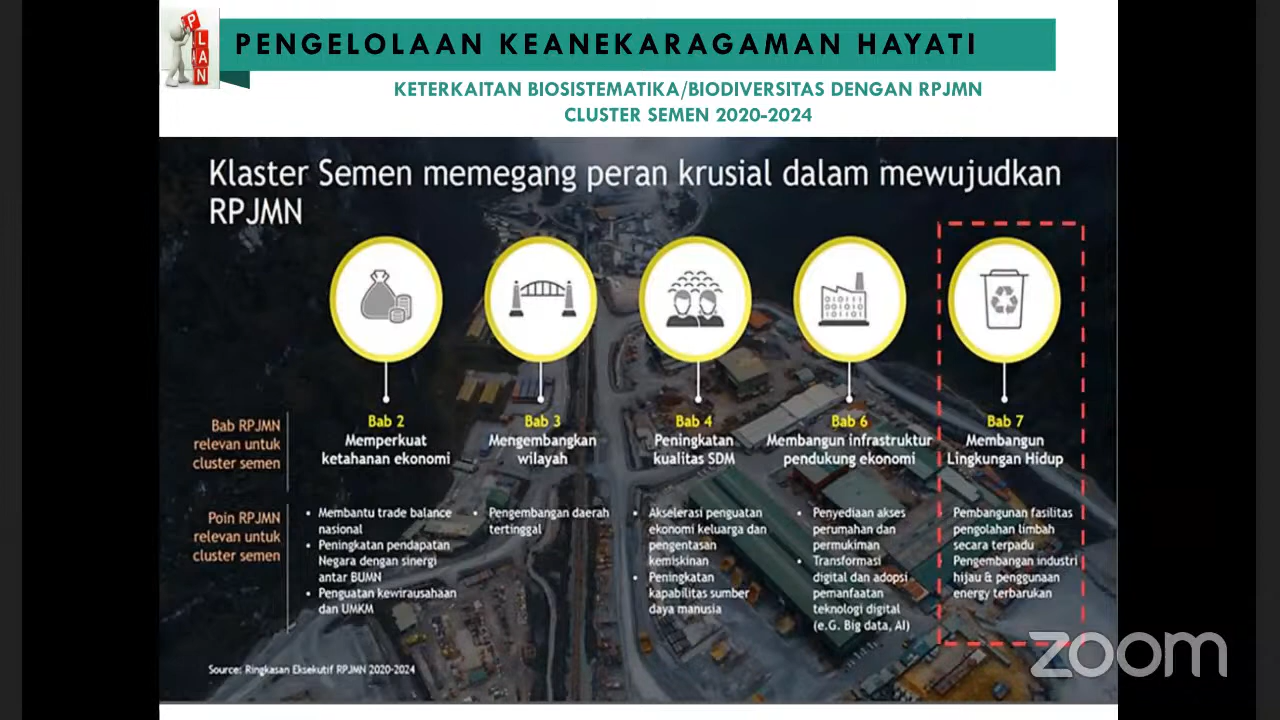 PLAN
PENGELOLAAN KEANEKARAGAMAN HAYATI
KETERKAITAN BIOSISTEMATIKA/BIODIVERSITAS DENGAN RPJMN
CLUSTER SEMEN 2020-2024
Klaster Semen memegang peran krusial dalam mewujudkan
RPJMN
Bab RPJMN
relevan untuk
cluster semen
Bab 2
Memperkuat
ketahanan ekonomi
Bab 3
Mengembangkan
wilayah
Bab 4
Peningkatan
kualitas SDM
Bab 6
Membangun infrastruktur
pendukung ekonomi
Bab 7
Membangun
Lingkungan Hidup
Poin RPJMN
relevan untuk
cluster semen
• Membantu trade balance
nasional
• Peningkatan pendapatan
Negara dengan sinergi
antar BUMN
• Penguatan kewirausahaan
dan UMKM
• Pengembangan daerah
tertinggal
• Akselerasi penguatan
ekonomi keluarga dan
pengentasan
kemiskinan
• Peningkatan
kapabilitas sumber
daya manusia
• Penyediaan akses
perumahan dan
permukiman
• Transformasi
digital dan adopsi
pemanfaatan
teknologi digital
(e.G. Big data, AI)
Pembangunan fasilitas
pengolahan limbah
secara terpadu
Pengembangan industri
hijau & penggunaan
energy terbarukan
Source: Ringkasan Eksekutif RPJMN 2020-2024
zoom